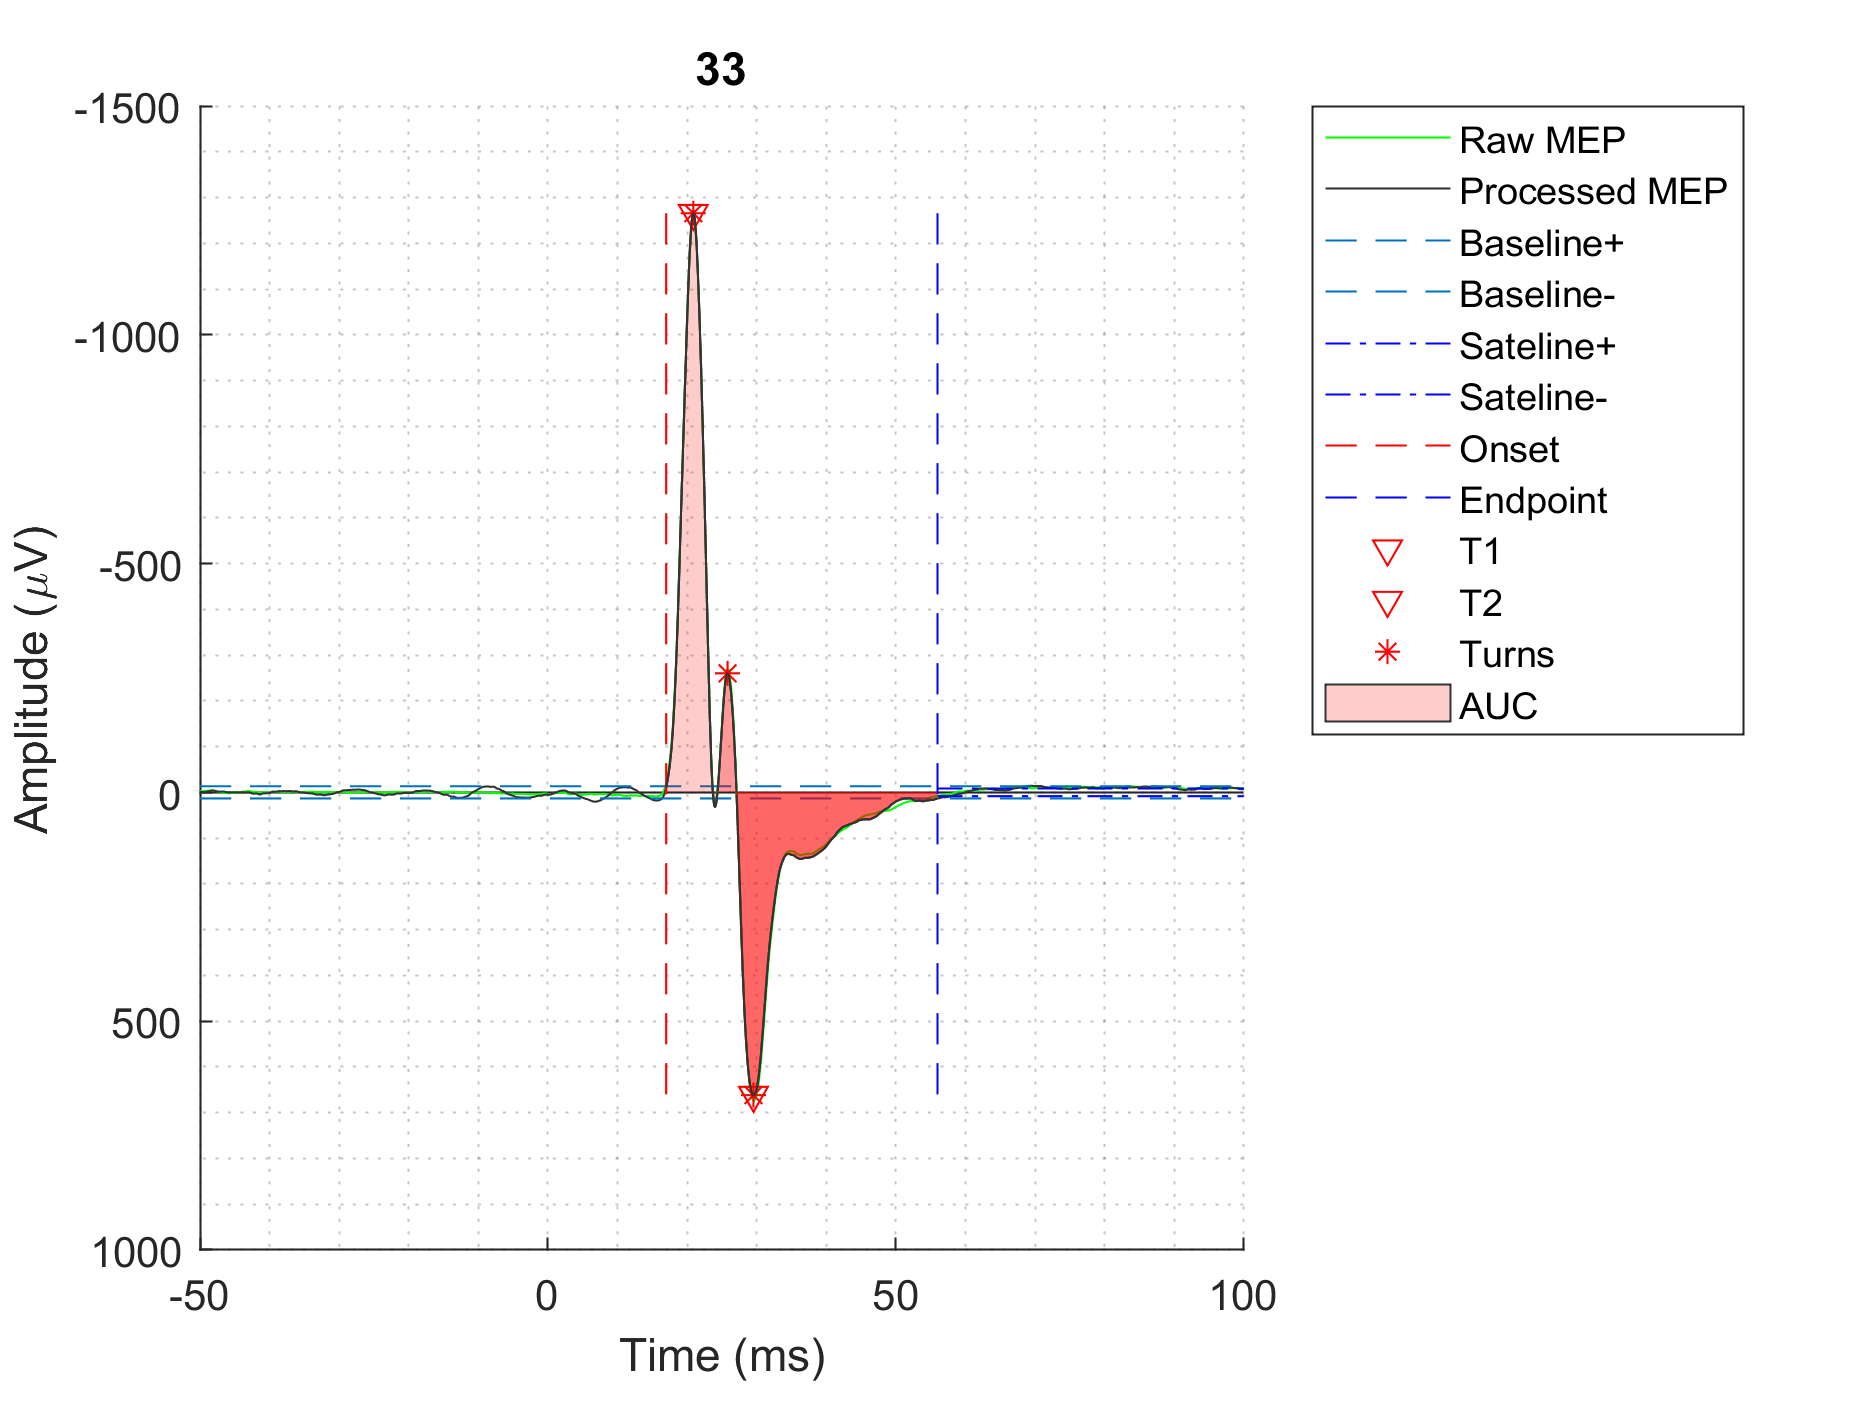 33
-1500
-1000
-500
0
500
1000
-50
0
50
100
Time (ms)
Amplitude (μV)
Raw MEP
Processed MEP
Baseline+
Baseline-
Sateline+
Sateline-
Onset
Endpoint
T1
T2
Turns
AUC